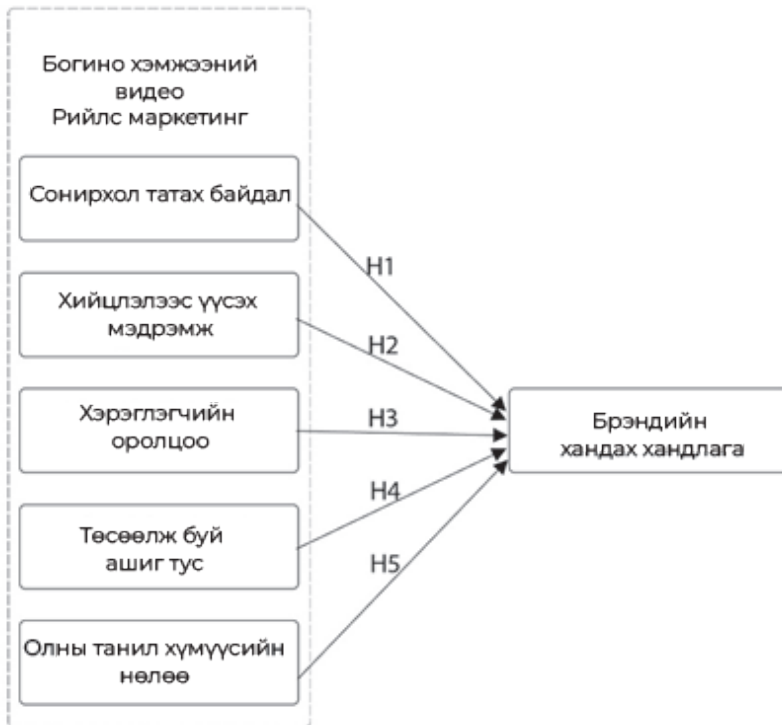 Богино хэмжээний
видео
Рийлс маркетинг
Сонирхол татах байдал
Хийцлэлээс үүсэх
мэдрэмж
Хэрэглэгчийн
оролцоо
Төсөөлж буй
ашиг тус
Олны танил хүмүүсийн
нөлөө
H1
H2
H3
H4
H5
Брэндийн
хандах хандлага